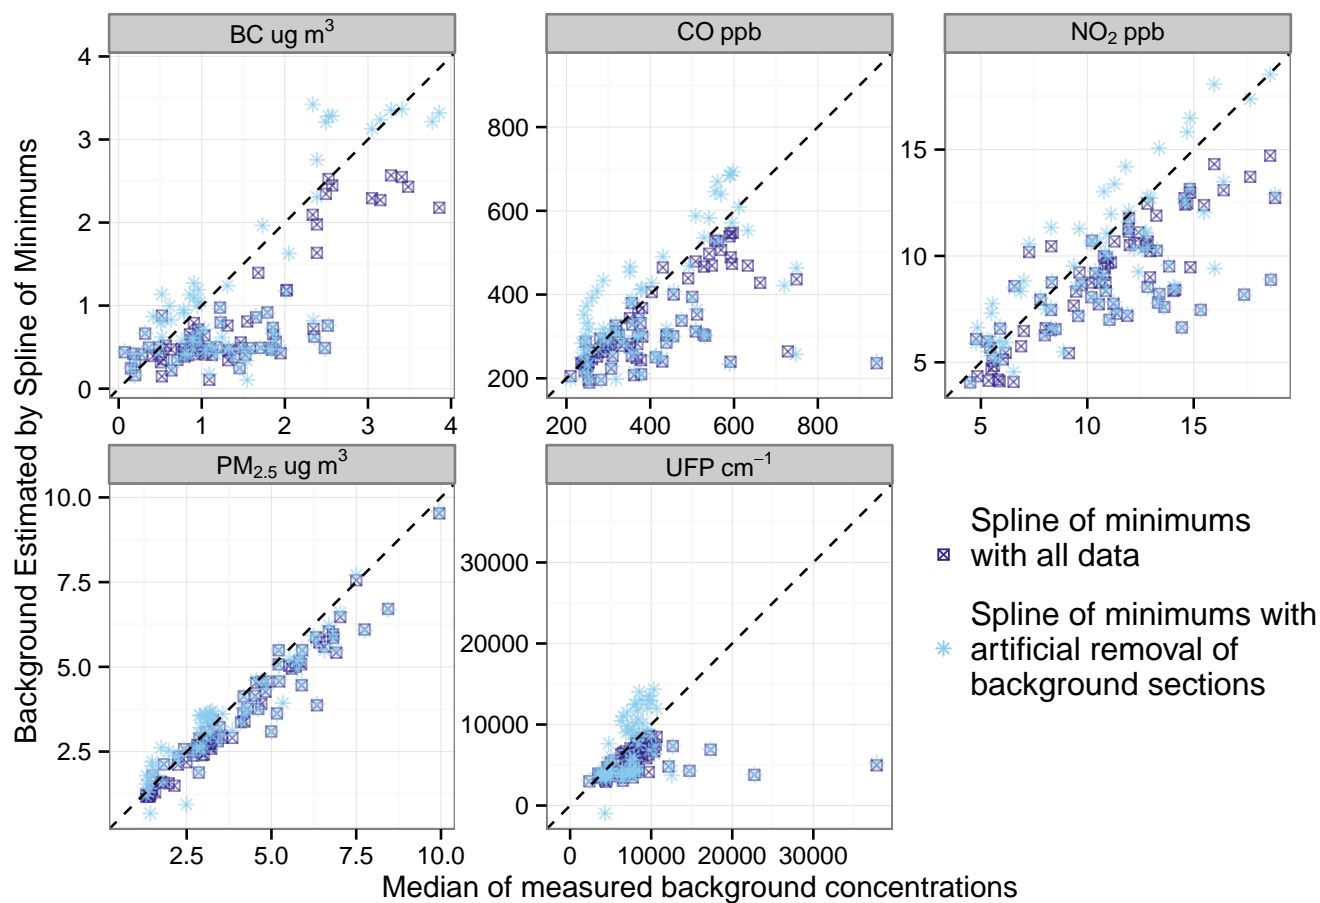 BC ug m³
CO ppb
NO₂ ppb
4
3
2
1
0
0 1 2 3 4
800
600
400
200
200 400 600 800
15
10
5
5 10 15
PM₂.₅ ug m³
UFP cm⁻¹
10.0
7.5
5.0
2.5
2.5 5.0 7.5 10.0
30000
20000
10000
0
0 10000 20000 30000
Background Estimated by Spline of Minimums
Median of measured background concentrations
Spline of minimums
with all data
Spline of minimums with
artificial removal of
background sections